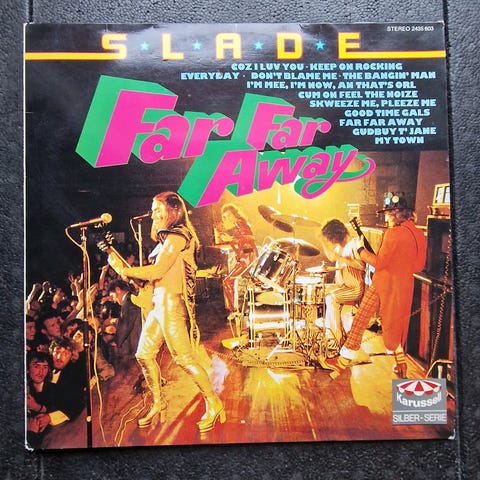 STEREO 2435 603
S★L★A★D★E
COZ I LUV YOU · KEEP ON ROCKING
EVERYDAY · DON'T BLAME ME · THE BANGIN' MAN
I'M MEE, I'M NOW, AN THAT'S ORL
CUM ON FEEL THE NOIZE
SKWEEZE ME, PLEEZE ME
GOOD TIME GALS
FAR FAR AWAY
GUDBUY T' JANE
MY TOWN
Far Far
Away
Karussell
SILBER-SERIE